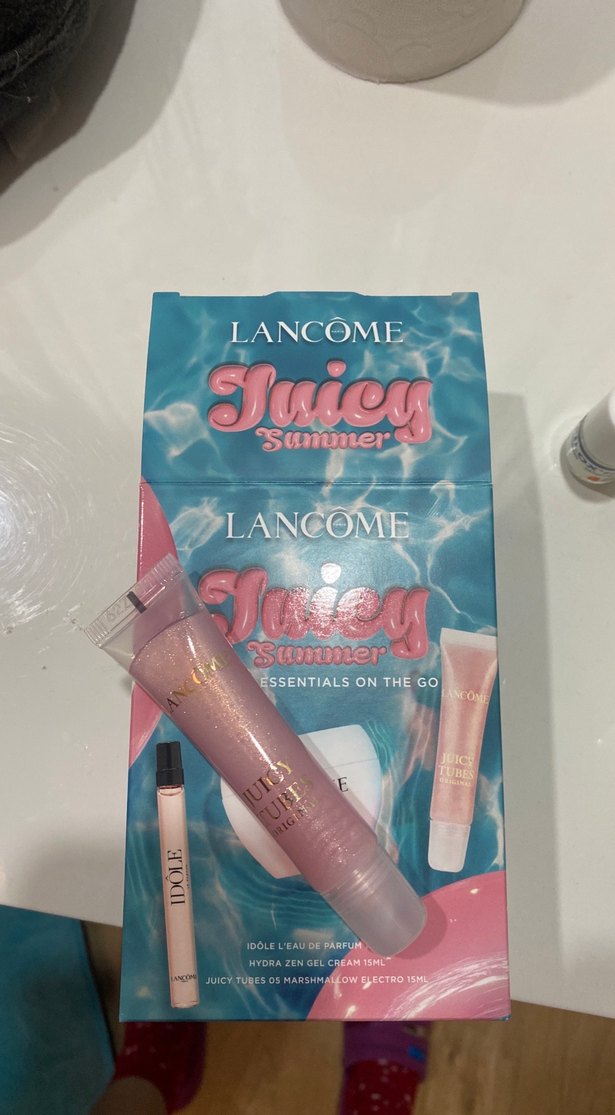 LANCÔME
Juicy
Summer
LANCÔME
Juicy
Summer
ESSENTIALS ON THE GO
LANCÔME
JUICY
TUBES
ORIGINAL
LANCÔME
JUICY
TUBES
ORIGINAL
IDÔLE
LANCÔME
IDÔLE L'EAU DE PARFUM
HYDRA ZEN GEL CREAM 15ML
JUICY TUBES 05 MARSHMALLOW ELECTRO 15ML